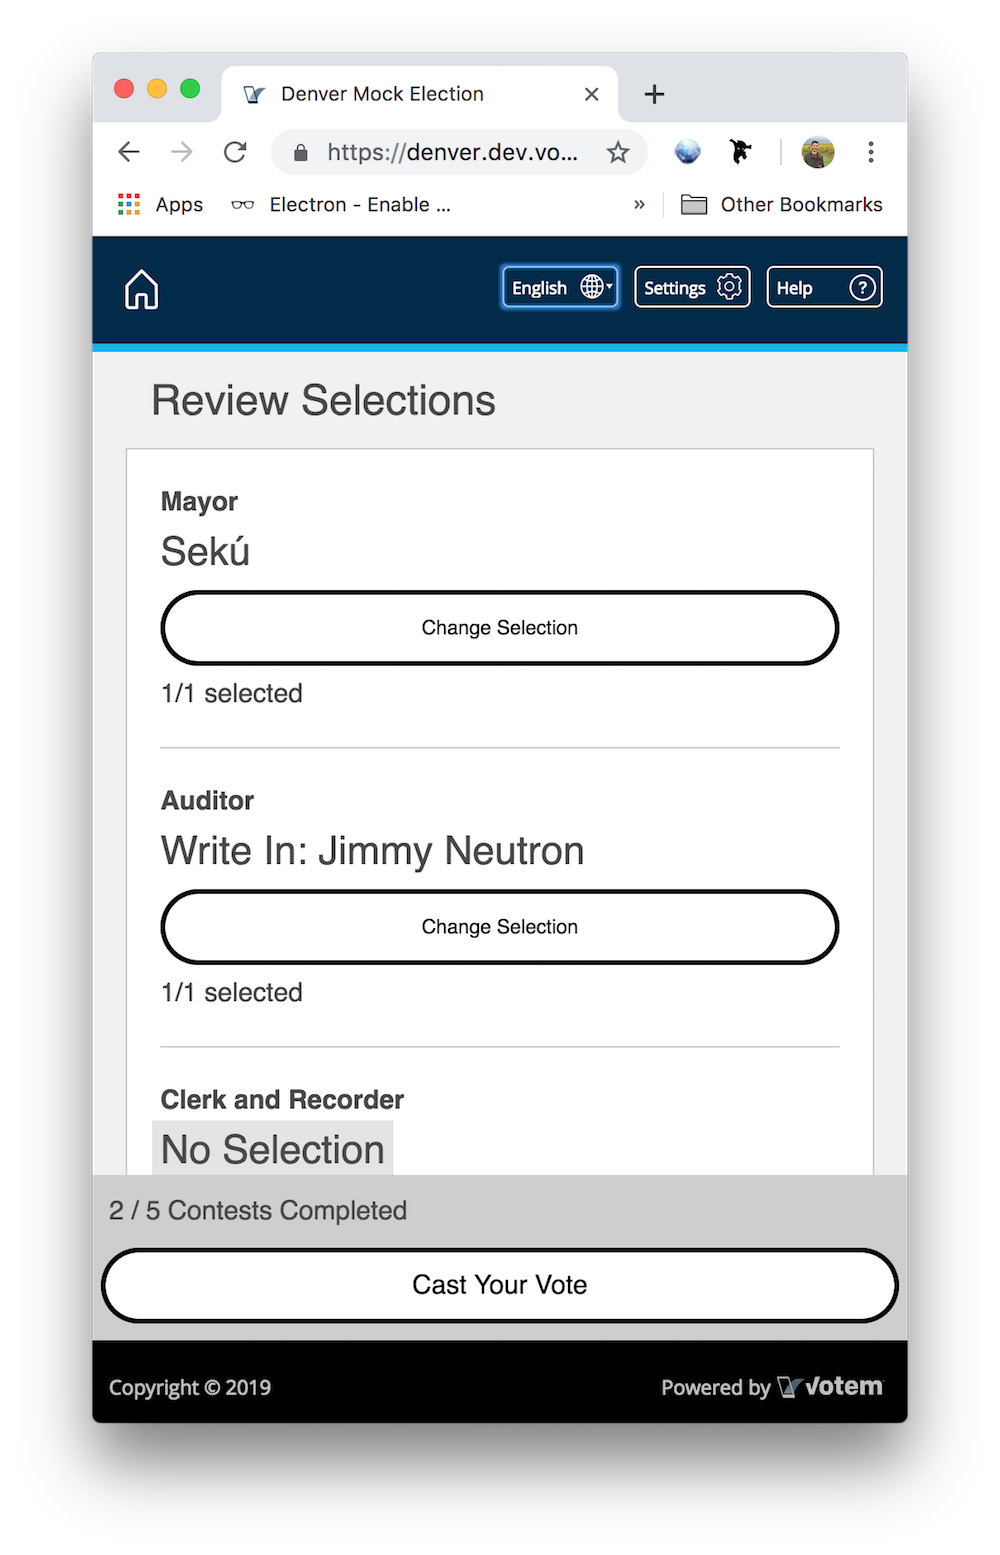 Denver Mock Election
https://denver.dev.vo...
Apps Electron - Enable ... » Other Bookmarks
English Settings Help ?
Review Selections
Mayor
Sekú
Change Selection
1/1 selected
Auditor
Write In: Jimmy Neutron
Change Selection
1/1 selected
Clerk and Recorder
No Selection
2 / 5 Contests Completed
Cast Your Vote
Copyright © 2019 Powered by Votem